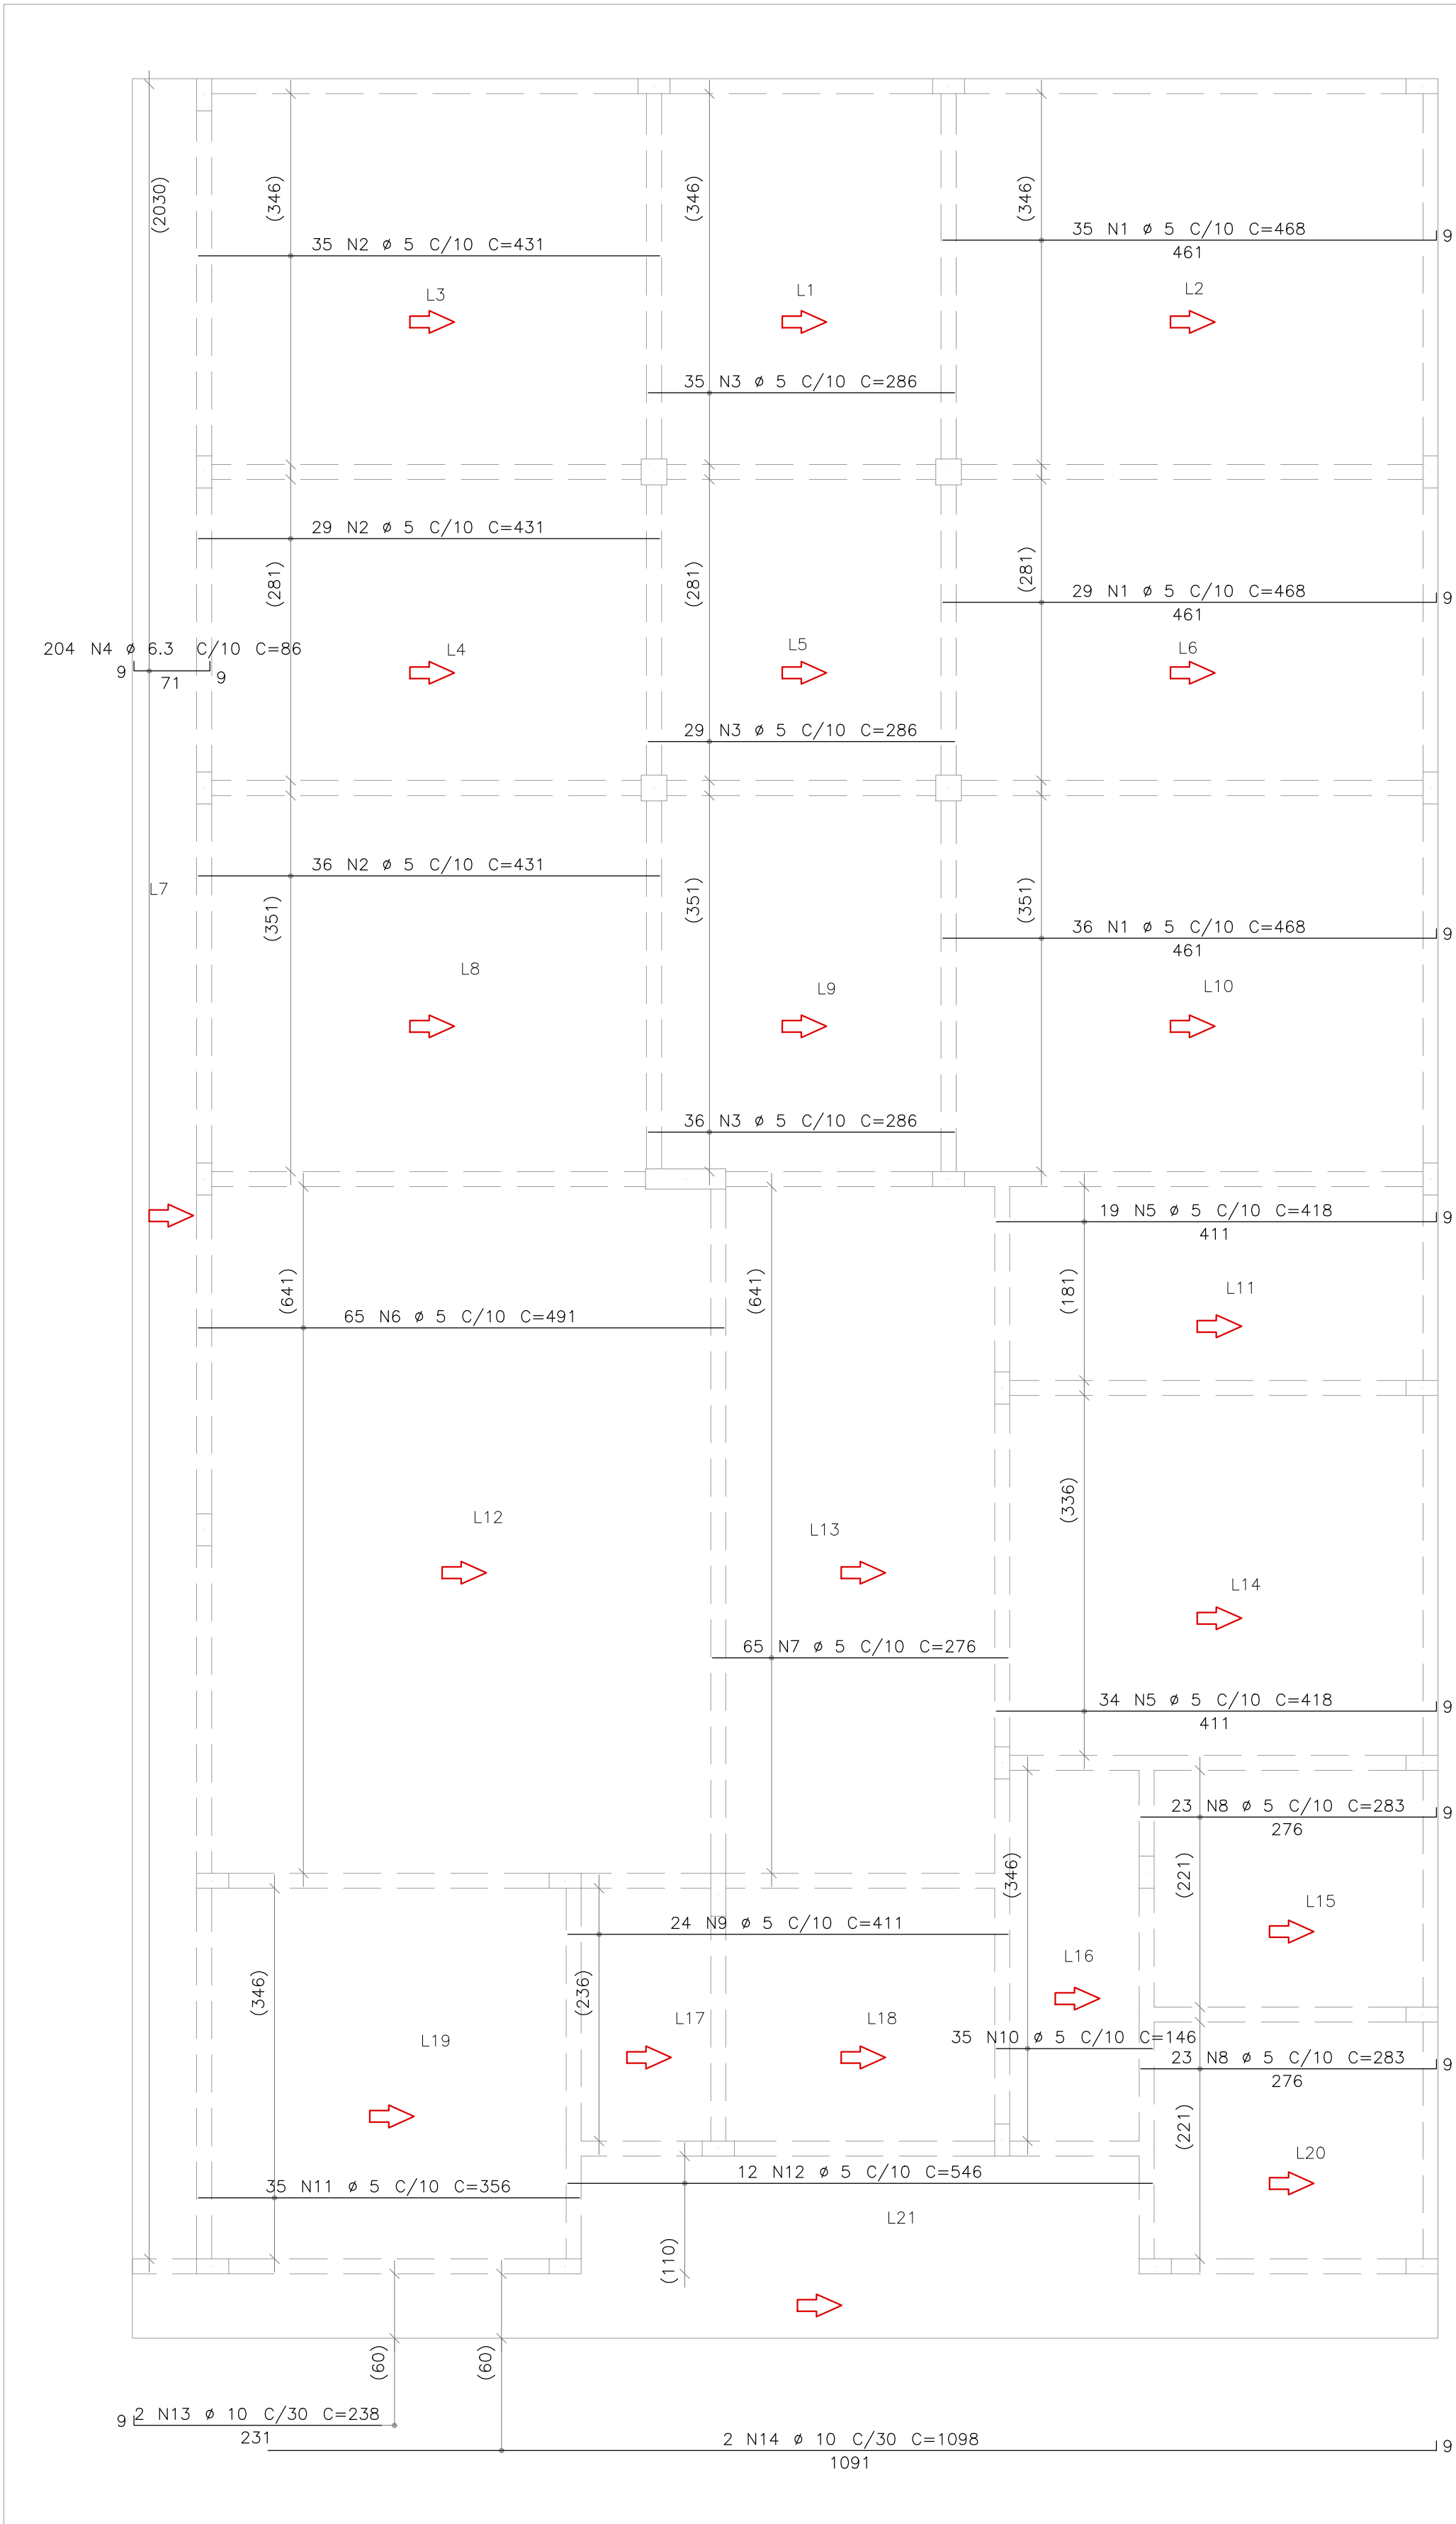 (2030)
(346)
(346)
(346)
35 N1 ø 5 C/10 C=468
9
461
35 N2 ø 5 C/10 C=431
L3
L1
L2
35 N3 ø 5 C/10 C=286
29 N2 ø 5 C/10 C=431
(281)
(281)
(281)
29 N1 ø 5 C/10 C=468
9
461
204 N4 ø 6.3 C/10 C=86
9
71
9
L4
L5
L6
29 N3 ø 5 C/10 C=286
36 N2 ø 5 C/10 C=431
L7
(351)
(351)
(351)
36 N1 ø 5 C/10 C=468
9
461
L8
L9
L10
36 N3 ø 5 C/10 C=286
19 N5 ø 5 C/10 C=418
9
411
(641)
(641)
(181)
L11
65 N6 ø 5 C/10 C=491
(336)
L12
L13
L14
65 N7 ø 5 C/10 C=276
34 N5 ø 5 C/10 C=418
9
411
23 N8 ø 5 C/10 C=283
9
276
(346)
(221)
L15
24 N9 ø 5 C/10 C=411
L16
(346)
(236)
L17
L18
L19
35 N10 ø 5 C/10 C=146
23 N8 ø 5 C/10 C=283
9
276
(221)
L20
12 N12 ø 5 C/10 C=546
35 N11 ø 5 C/10 C=356
L21
(110)
(60)
(60)
2 N13 ø 10 C/30 C=238
9
231
2 N14 ø 10 C/30 C=1098
9
1091